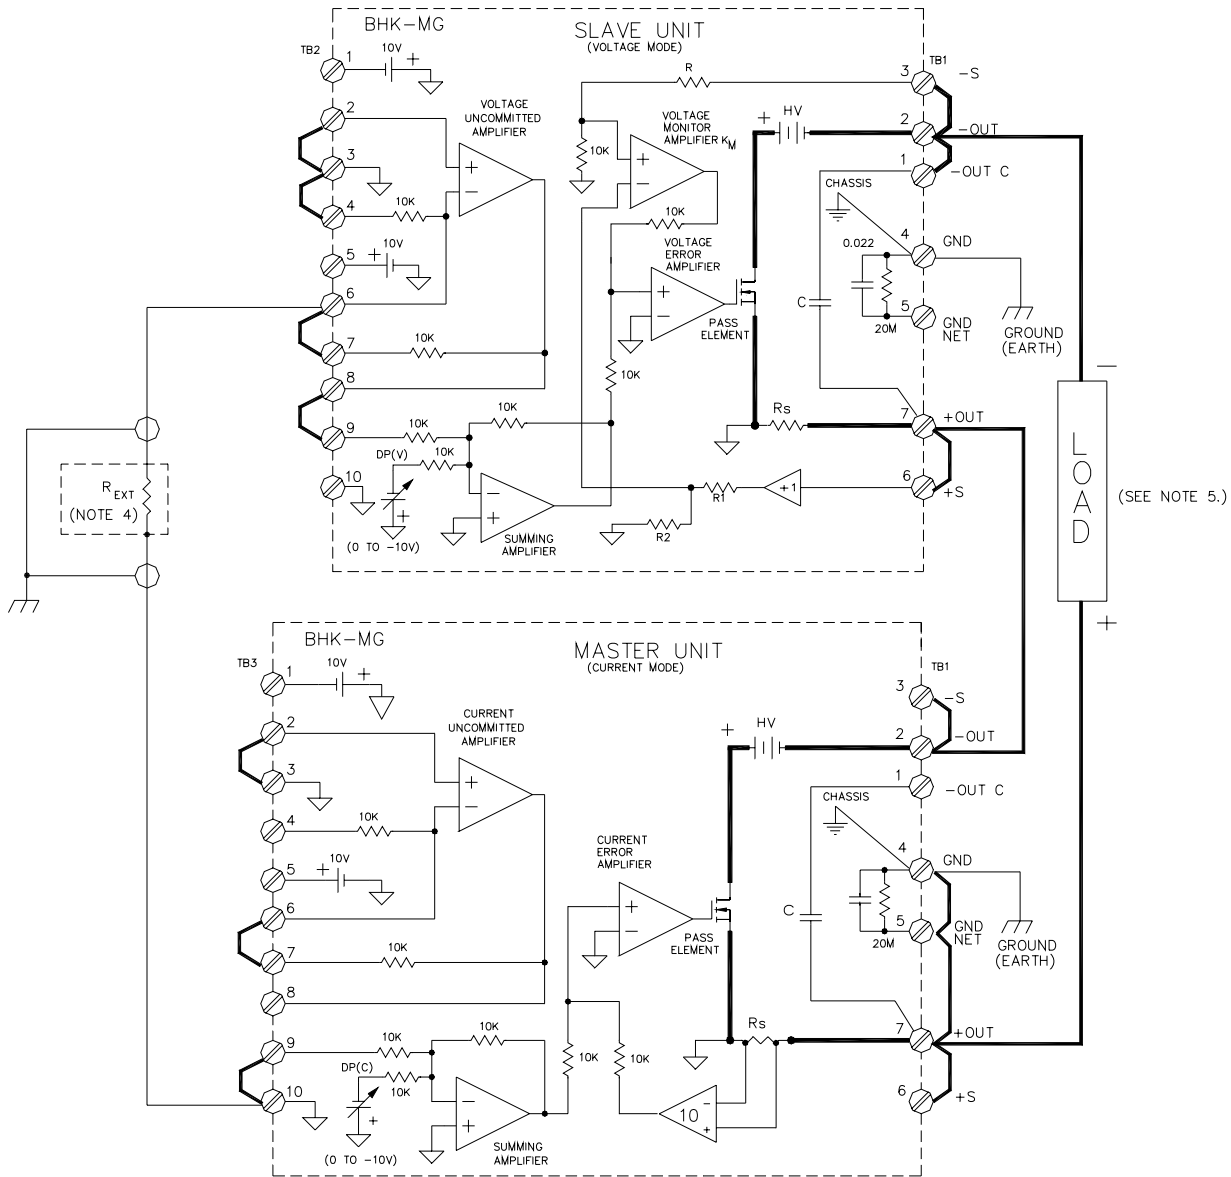 BHK-MG
SLAVE UNIT
(VOLTAGE MODE)
TB2
1
10V
+
2
3
4
10K
5
+
10V
6
7
10K
8
9
10K
10
VOLTAGE
UNCOMMITTED
AMPLIFIER
+
−
10K
DP(V)
10K
+
(0 TO -10V)
−
+
SUMMING
AMPLIFIER
R
10K
VOLTAGE
MONITOR
AMPLIFIER KM
+
−
10K
VOLTAGE
ERROR
AMPLIFIER
+
−
10K
PASS
ELEMENT
+
HV
C
Rs
R1
+1
R2
CHASSIS
0.022
20M
TB1
3
-S
2
-OUT
1
-OUT C
4
GND
5
GND
NET
GROUND
(EARTH)
7
+OUT
6
+S
−
LOAD
+
(SEE NOTE 5.)
REXT
(NOTE 4)
BHK-MG
MASTER UNIT
(CURRENT MODE)
TB3
1
10V
+
2
3
4
10K
5
+
10V
6
7
10K
8
9
10K
10
CURRENT
UNCOMMITTED
AMPLIFIER
+
−
10K
DP(C)
10K
+
(0 TO -10V)
−
+
SUMMING
AMPLIFIER
CURRENT
ERROR
AMPLIFIER
+
−
10K
10K
PASS
ELEMENT
+
HV
C
Rs
10
-
+
CHASSIS
20M
TB1
3
-S
2
-OUT
1
-OUT C
4
GND
5
GND
NET
GROUND
(EARTH)
7
+OUT
6
+S